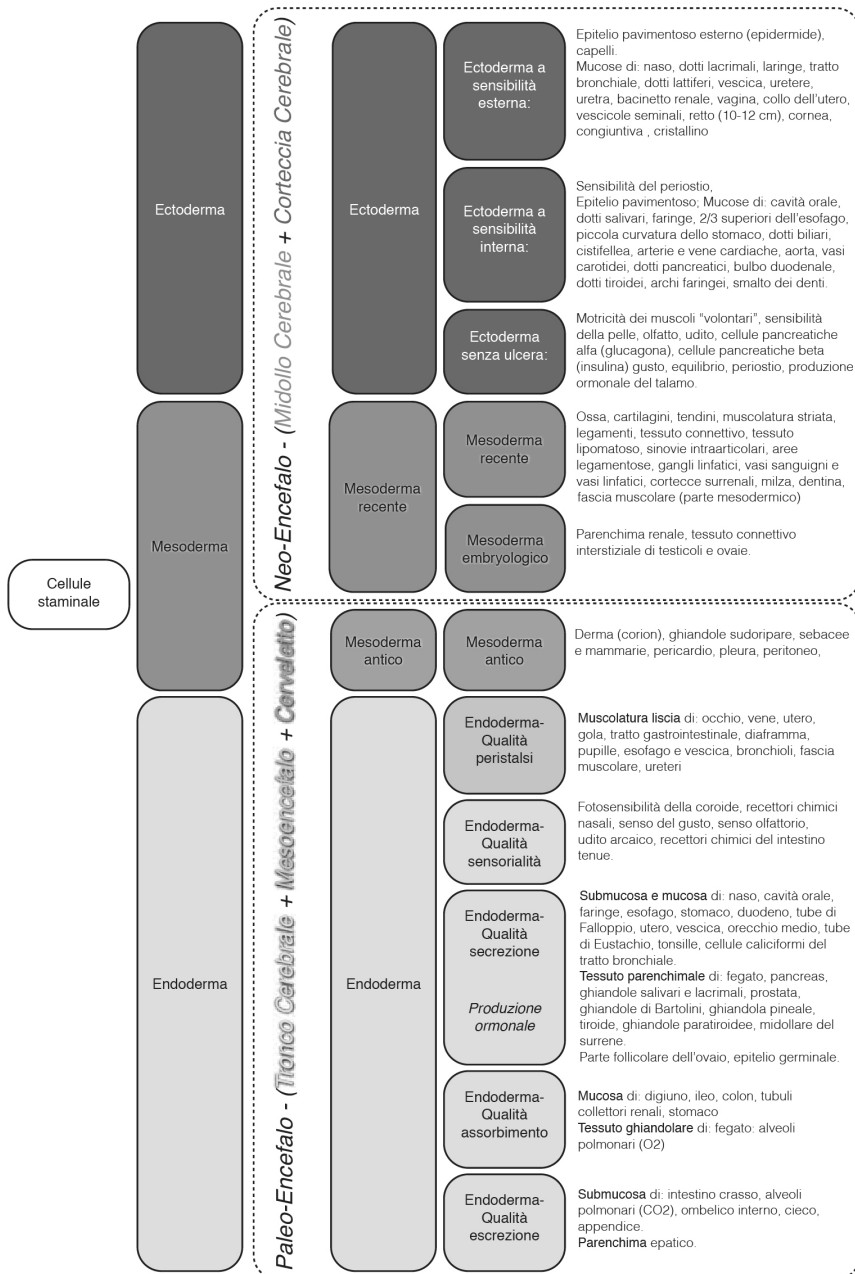 Cellule
staminale
Ectoderma
Mesoderma
Endoderma
Neo-Encefalo - (Midollo Cerebrale + Corteccia Cerebrale)
Ectoderma
Ectoderma a
sensibilità
esterna:
Epitelio pavimentoso esterno (epidermide),
capelli.
Mucose di: naso, dotti lacrimali, laringe, tratto
bronchiale, dotti lattiferi, vescica, uretere,
uretra, bacinetto renale, vagina, collo dell'utero,
vescicole seminali, retto (10-12 cm), cornea,
congiuntiva , cristallino
Ectoderma a
sensibilità
interna:
Sensibilità del periostio,
Epitelio pavimentoso; Mucose di: cavità orale,
dotti salivari, faringe, 2/3 superiori dell'esofago,
piccola curvatura dello stomaco, dotti biliari,
cistifellea, arterie e vene cardiache, aorta, vasi
carotidei, dotti pancreatici, bulbo duodenale,
dotti tiroidei, archi faringei, smalto dei denti.
Ectoderma
senza ulcera:
Motricità dei muscoli "volontari", sensibilità
della pelle, olfatto, udito, cellule pancreatiche
alfa (glucagona), cellule pancreatiche beta
(insulina) gusto, equilibrio, periostio, produzione
ormonale del talamo.
Mesoderma
recente
Mesoderma
recente
Ossa, cartilagini, tendini, muscolatura striata,
legamenti, tessuto connettivo, tessuto
lipomatoso, sinovie intraarticolari, aree
legamentose, gangli linfatici, vasi sanguigni e
vasi linfatici, cortecce surrenali, milza, dentina,
fascia muscolare (parte mesodermico)
Mesoderma
embryologico
Parenchima renale, tessuto connettivo
interstiziale di testicoli e ovaie.
Paleo-Encefalo - (Tronco Cerebrale + Mesoencefalo + Cerveletto)
Mesoderma
antico
Mesoderma
antico
Derma (corion), ghiandole sudoripare, sebacee
e mammarie, pericardio, pleura, peritoneo,
Endoderma
Endoderma-
Qualità
peristalsi
Muscolatura liscia di: occhio, vene, utero,
gola, tratto gastrointestinale, diaframma,
pupille, esofago e vescica, bronchioli, fascia
muscolare, ureteri
Endoderma-
Qualità
sensorialità
Fotosensibilità della coroide, recettori chimici
nasali, senso del gusto, senso olfattorio,
udito arcaico, recettori chimici del intestino
tenue.
Endoderma-
Qualità
secrezione
Produzione
ormonale
Submucosa e mucosa di: naso, cavità orale,
faringe, esofago, stomaco, duodeno, tube di
Falloppio, utero, vescica, orecchio medio, tube
di Eustachio, tonsille, cellule caliciformi del
tratto bronchiale.
Tessuto parenchimale di: fegato, pancreas,
ghiandole salivari e lacrimali, prostata,
ghiandole di Bartolini, ghiandola pineale,
tiroide, ghiandole paratiroidee, midollare del
surrene.
Parte follicolare dell'ovaio, epitelio germinale.
Endoderma-
Qualità
assorbimento
Mucosa di: digiuno, ileo, colon, tubuli
collettori renali, stomaco
Tessuto ghiandolare di: fegato: alveoli
polmonari (O2)
Endoderma-
Qualità
escrezione
Submucosa di: intestino crasso, alveoli
polmonari (CO2), ombelico interno, cieco,
appendice.
Parenchima epatico.